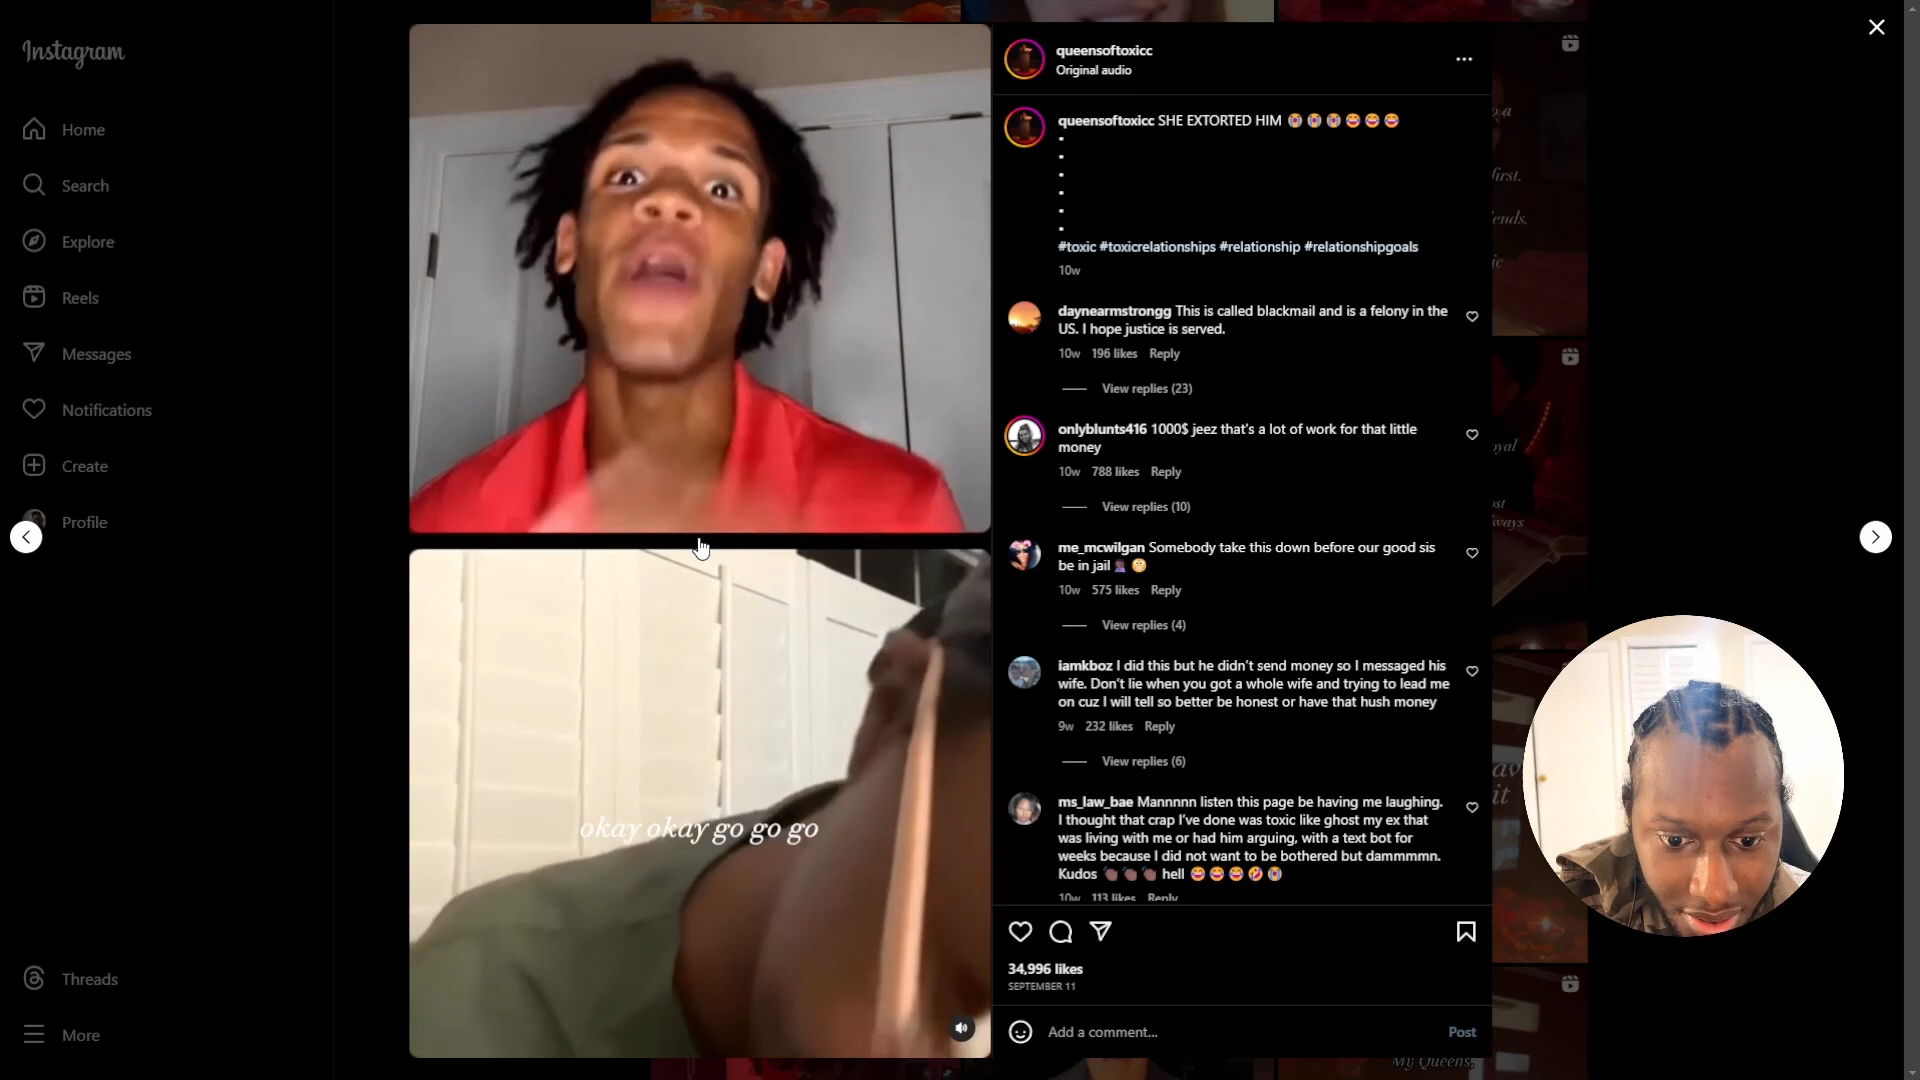 Instagram
Home
Search
Explore
Reels
Messages
Notifications
Create
Profile
Threads
More
okay okay go go go
queensoftoxicc
Original audio
queensoftoxicc SHE EXTORTED HIM 😭😭😭😂😂😂
•
•
•
•
•
•
#toxic #toxicrelationships #relationship #relationshipgoals
10w
daynearmstrongg This is called blackmail and is a felony in the
US. I hope justice is served.
10w 196 likes Reply
View replies (23)
onlyblunts416 1000$ jeez that's a lot of work for that little
money
10w 788 likes Reply
View replies (10)
me_mcwilgan Somebody take this down before our good sis
be in jail
10w 575 likes Reply
View replies (4)
iamkboz I did this but he didn't send money so I messaged his
wife. Don't lie when you got a whole wife and trying to lead me
on cuz I will tell so better be honest or have that hush money
9w 232 likes Reply
View replies (6)
ms_law_bae Mannnnn listen this page be having me laughing.
I thought that crap I've done was toxic like ghost my ex that
was living with me or had him arguing, with a text bot for
weeks because I did not want to be bothered but dammmmn.
Kudos 👏🏿👏🏿👏🏿 hell 😂😂😂🤣😭
10w 113 likes Reply
34,996 likes
SEPTEMBER 11
Add a comment...
Post
a
first.
ends.
ic
oyal
ost
ways
it
My Queens,